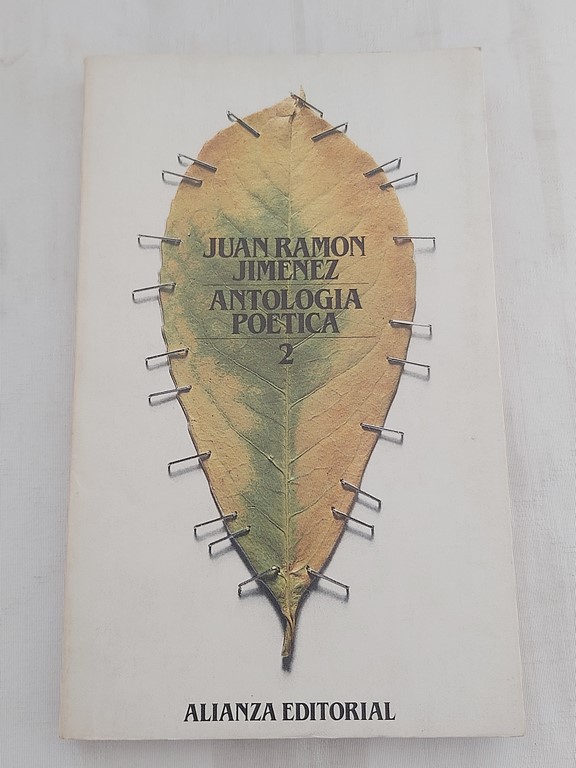 JUAN RAMON
JIMENEZ
ANTOLOGIA
POETICA
2
ALIANZA EDITORIAL